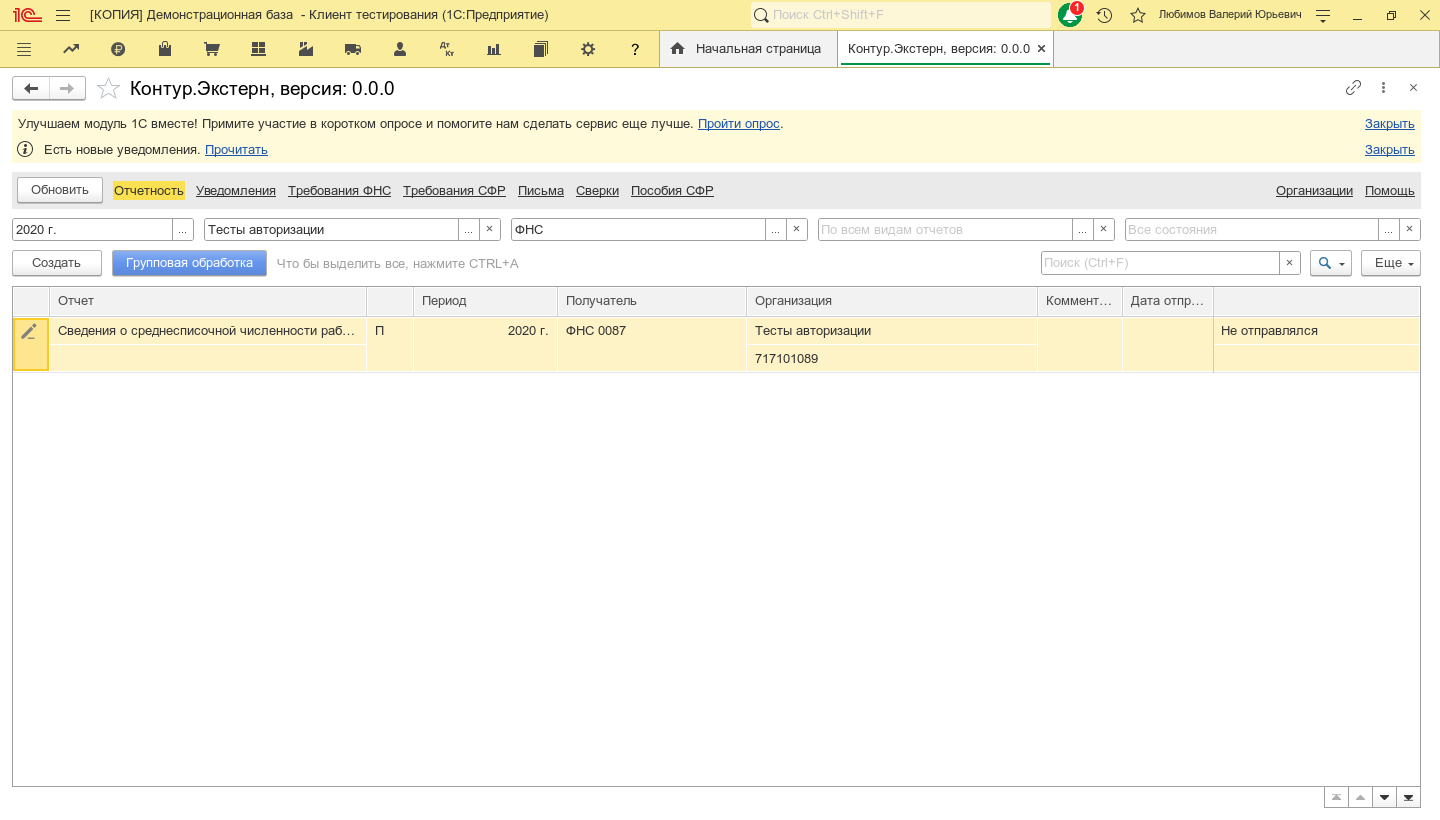 1С [КОПИЯ] Демонстрационная база - Клиент тестирования (1С:Предприятие) Поиск Ctrl+Shift+F 1 Любимов Валерий Юрьевич
₽ Дт Кт ? Начальная страница Контур.Экстерн, версия: 0.0.0
Контур.Экстерн, версия: 0.0.0
Улучшаем модуль 1С вместе! Примите участие в коротком опросе и помогите нам сделать сервис еще лучше. Пройти опрос. Закрыть
Есть новые уведомления. Прочитать Закрыть
Обновить Отчетность Уведомления Требования ФНС Требования СФР Письма Сверки Пособия СФР Организации Помощь
2020 г. ... Тесты авторизации ... × ФНС ... × По всем видам отчетов ... × Все состояния ... ×
Создать Групповая обработка Что бы выделить все, нажмите CTRL+A Поиск (Ctrl+F) × Еще
Отчет Период Получатель Организация Коммент... Дата отпр...
Сведения о среднесписочной численности раб... П 2020 г. ФНС 0087 Тесты авторизации Не отправлялся
717101089